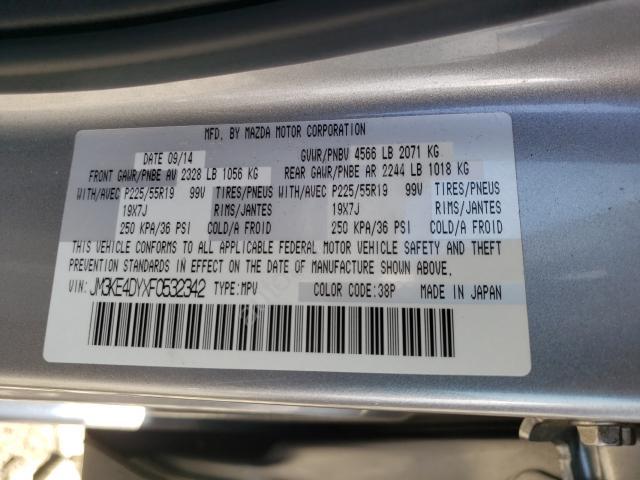 MFD. BY MAZDA MOTOR CORPORATION
DATE 09/14 GVWR/PNBV 4566 LB 2071 KG
FRONT GAWR/PNBE AV 2328 LB 1056 KG REAR GAWR/PNBE AR 2244 LB 1018 KG
WITH/AVEC P225/55R19 99V TIRES/PNEUS WITH/AVEC P225/55R19 99V TIRES/PNEUS
19X7J RIMS/JANTES 19X7J RIMS/JANTES
250 KPA/36 PSI COLD/A FROID 250 KPA/36 PSI COLD/A FROID
THIS VEHICLE CONFORMS TO ALL APPLICABLE FEDERAL MOTOR VEHICLE SAFETY AND THEFT
PREVENTION STANDARDS IN EFFECT ON THE DATE OF MANUFACTURE SHOWN ABOVE.
VIN: JM3KE4DYXF0532342 TYPE:MPV COLOR CODE:38P MADE IN JAPAN